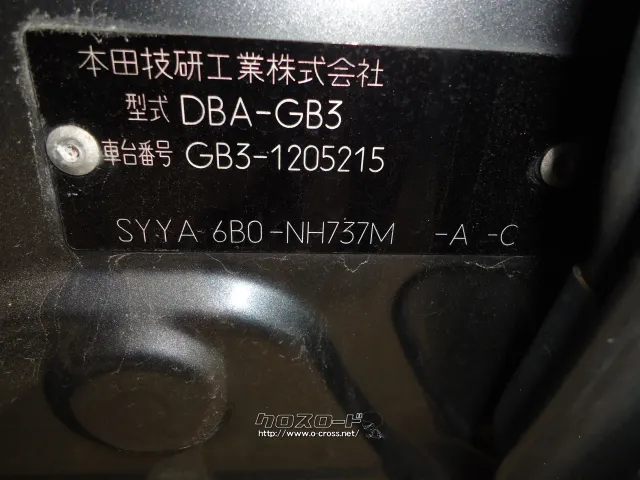 本田技研工業株式会社
型式 DBA-GB3
車台番号 GB3-1205215
SYYA 6B0-NH737M -A -C
クロスロード
http://www.o-cross.net/